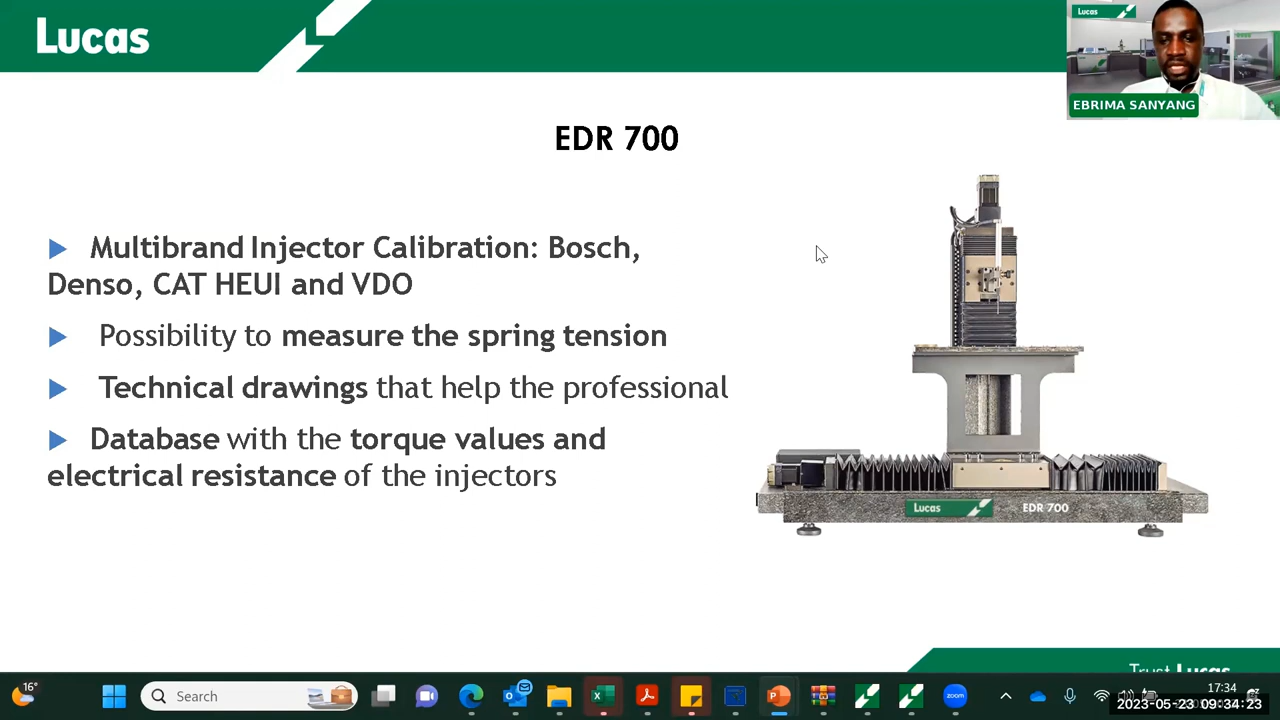 Lucas
Lucas
EBRIMA SANYANG
EDR 700
Multibrand Injector Calibration: Bosch,
Denso, CAT HEUI and VDO
Possibility to measure the spring tension
Technical drawings that help the professional
Database with the torque values and
electrical resistance of the injectors
Lucas
EDR 700
Trust Lucas
16°
Search
zoom
17:34
2023-05-23 09:34:23